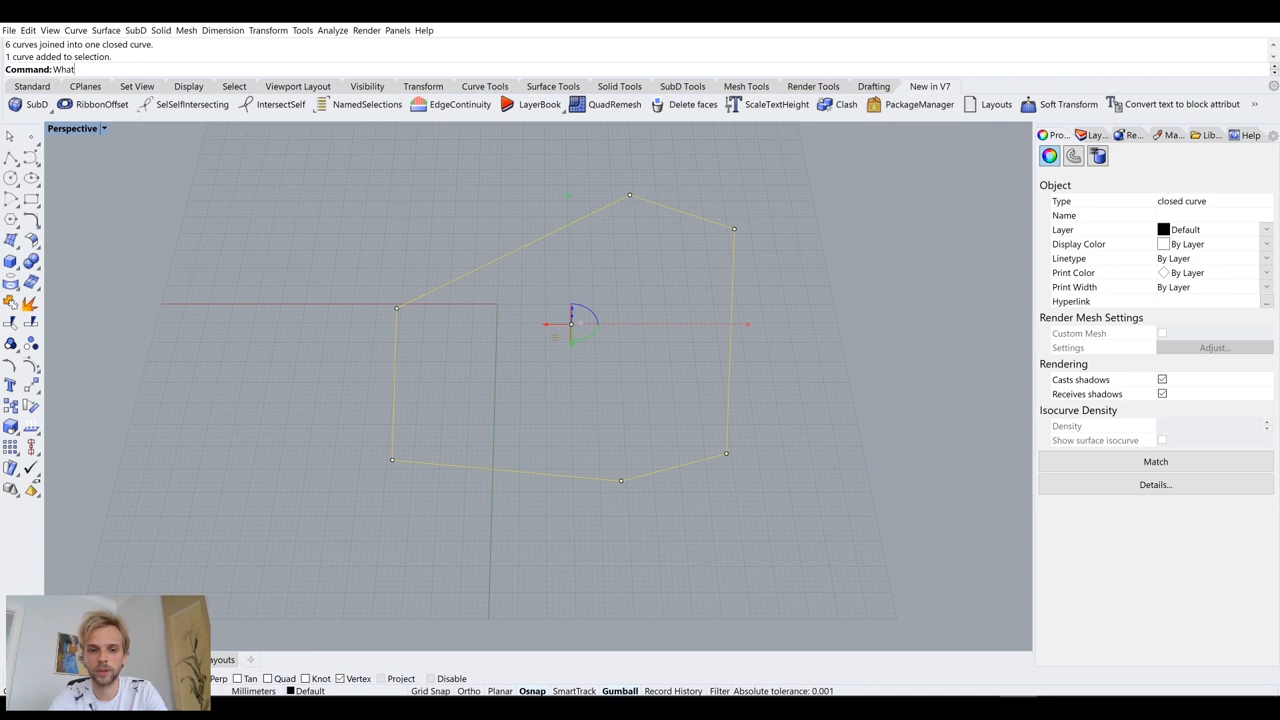 File Edit View Curve Surface SubD Solid Mesh Dimension Transform Tools Analyze Render Panels Help
6 curves joined into one closed curve.
1 curve added to selection.
Command: What
Standard CPlanes Set View Display Select Viewport Layout Visibility Transform Curve Tools Surface Tools Solid Tools SubD Tools Mesh Tools Render Tools Drafting New in V7
SubD RibbonOffset SelSelfIntersecting IntersectSelf NamedSelections EdgeContinuity LayerBook QuadRemesh Delete faces ScaleTextHeight Clash PackageManager Layouts Soft Transform Convert text to block attribut
Perspective
Pro... Lay... Re... Ma... Lib... Help
Object
Type closed curve
Name
Layer Default
Display Color By Layer
Linetype By Layer
Print Color By Layer
Print Width By Layer
Hyperlink ...
Render Mesh Settings
Custom Mesh
Settings Adjust...
Rendering
Casts shadows
Receives shadows
Isocurve Density
Density
Show surface isocurve
Match
Details...
ayouts
Perp Tan Quad Knot Vertex Project Disable
Millimeters Default Grid Snap Ortho Planar Osnap SmartTrack Gumball Record History Filter Absolute tolerance: 0.001